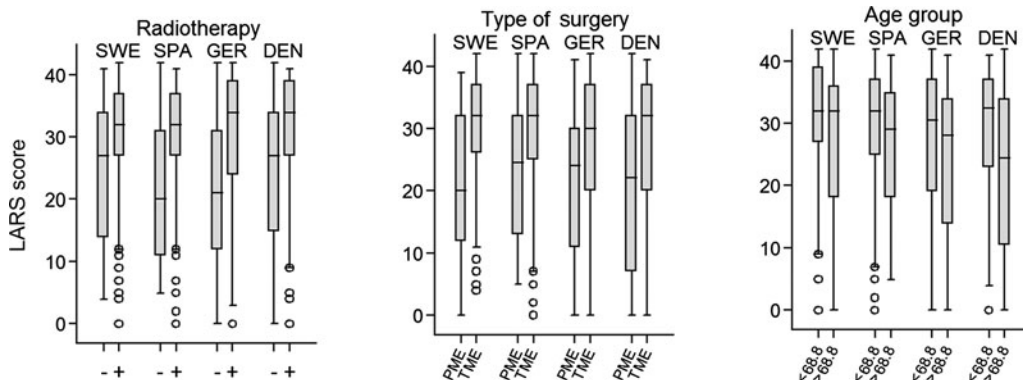 Radiotherapy
SWE SPA GER DEN
LARS score
40
30
20
10
0
- + - + - + - +
Type of surgery
SWE SPA GER DEN
40
30
20
10
0
PME TME PME TME PME TME PME TME
Age group
SWE SPA GER DEN
40
30
20
10
0
<68.8 >68.8 <68.8 >68.8 <68.8 >68.8 <68.8 >68.8